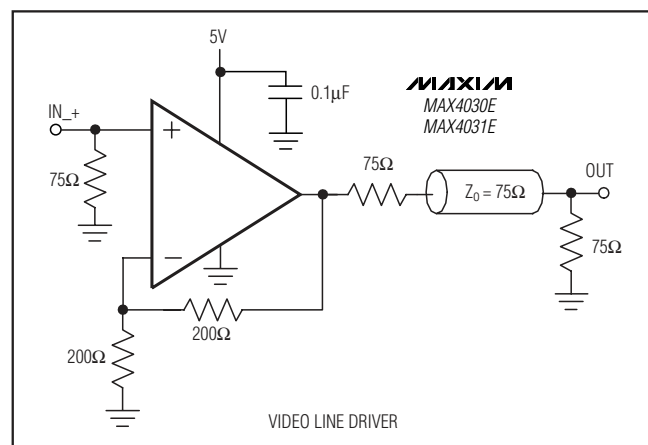 5V
0.1µF
MAXIM
MAX4030E
MAX4031E
IN_+
75Ω
+
75Ω
Z₀ = 75Ω
OUT
75Ω
−
200Ω
200Ω
VIDEO LINE DRIVER